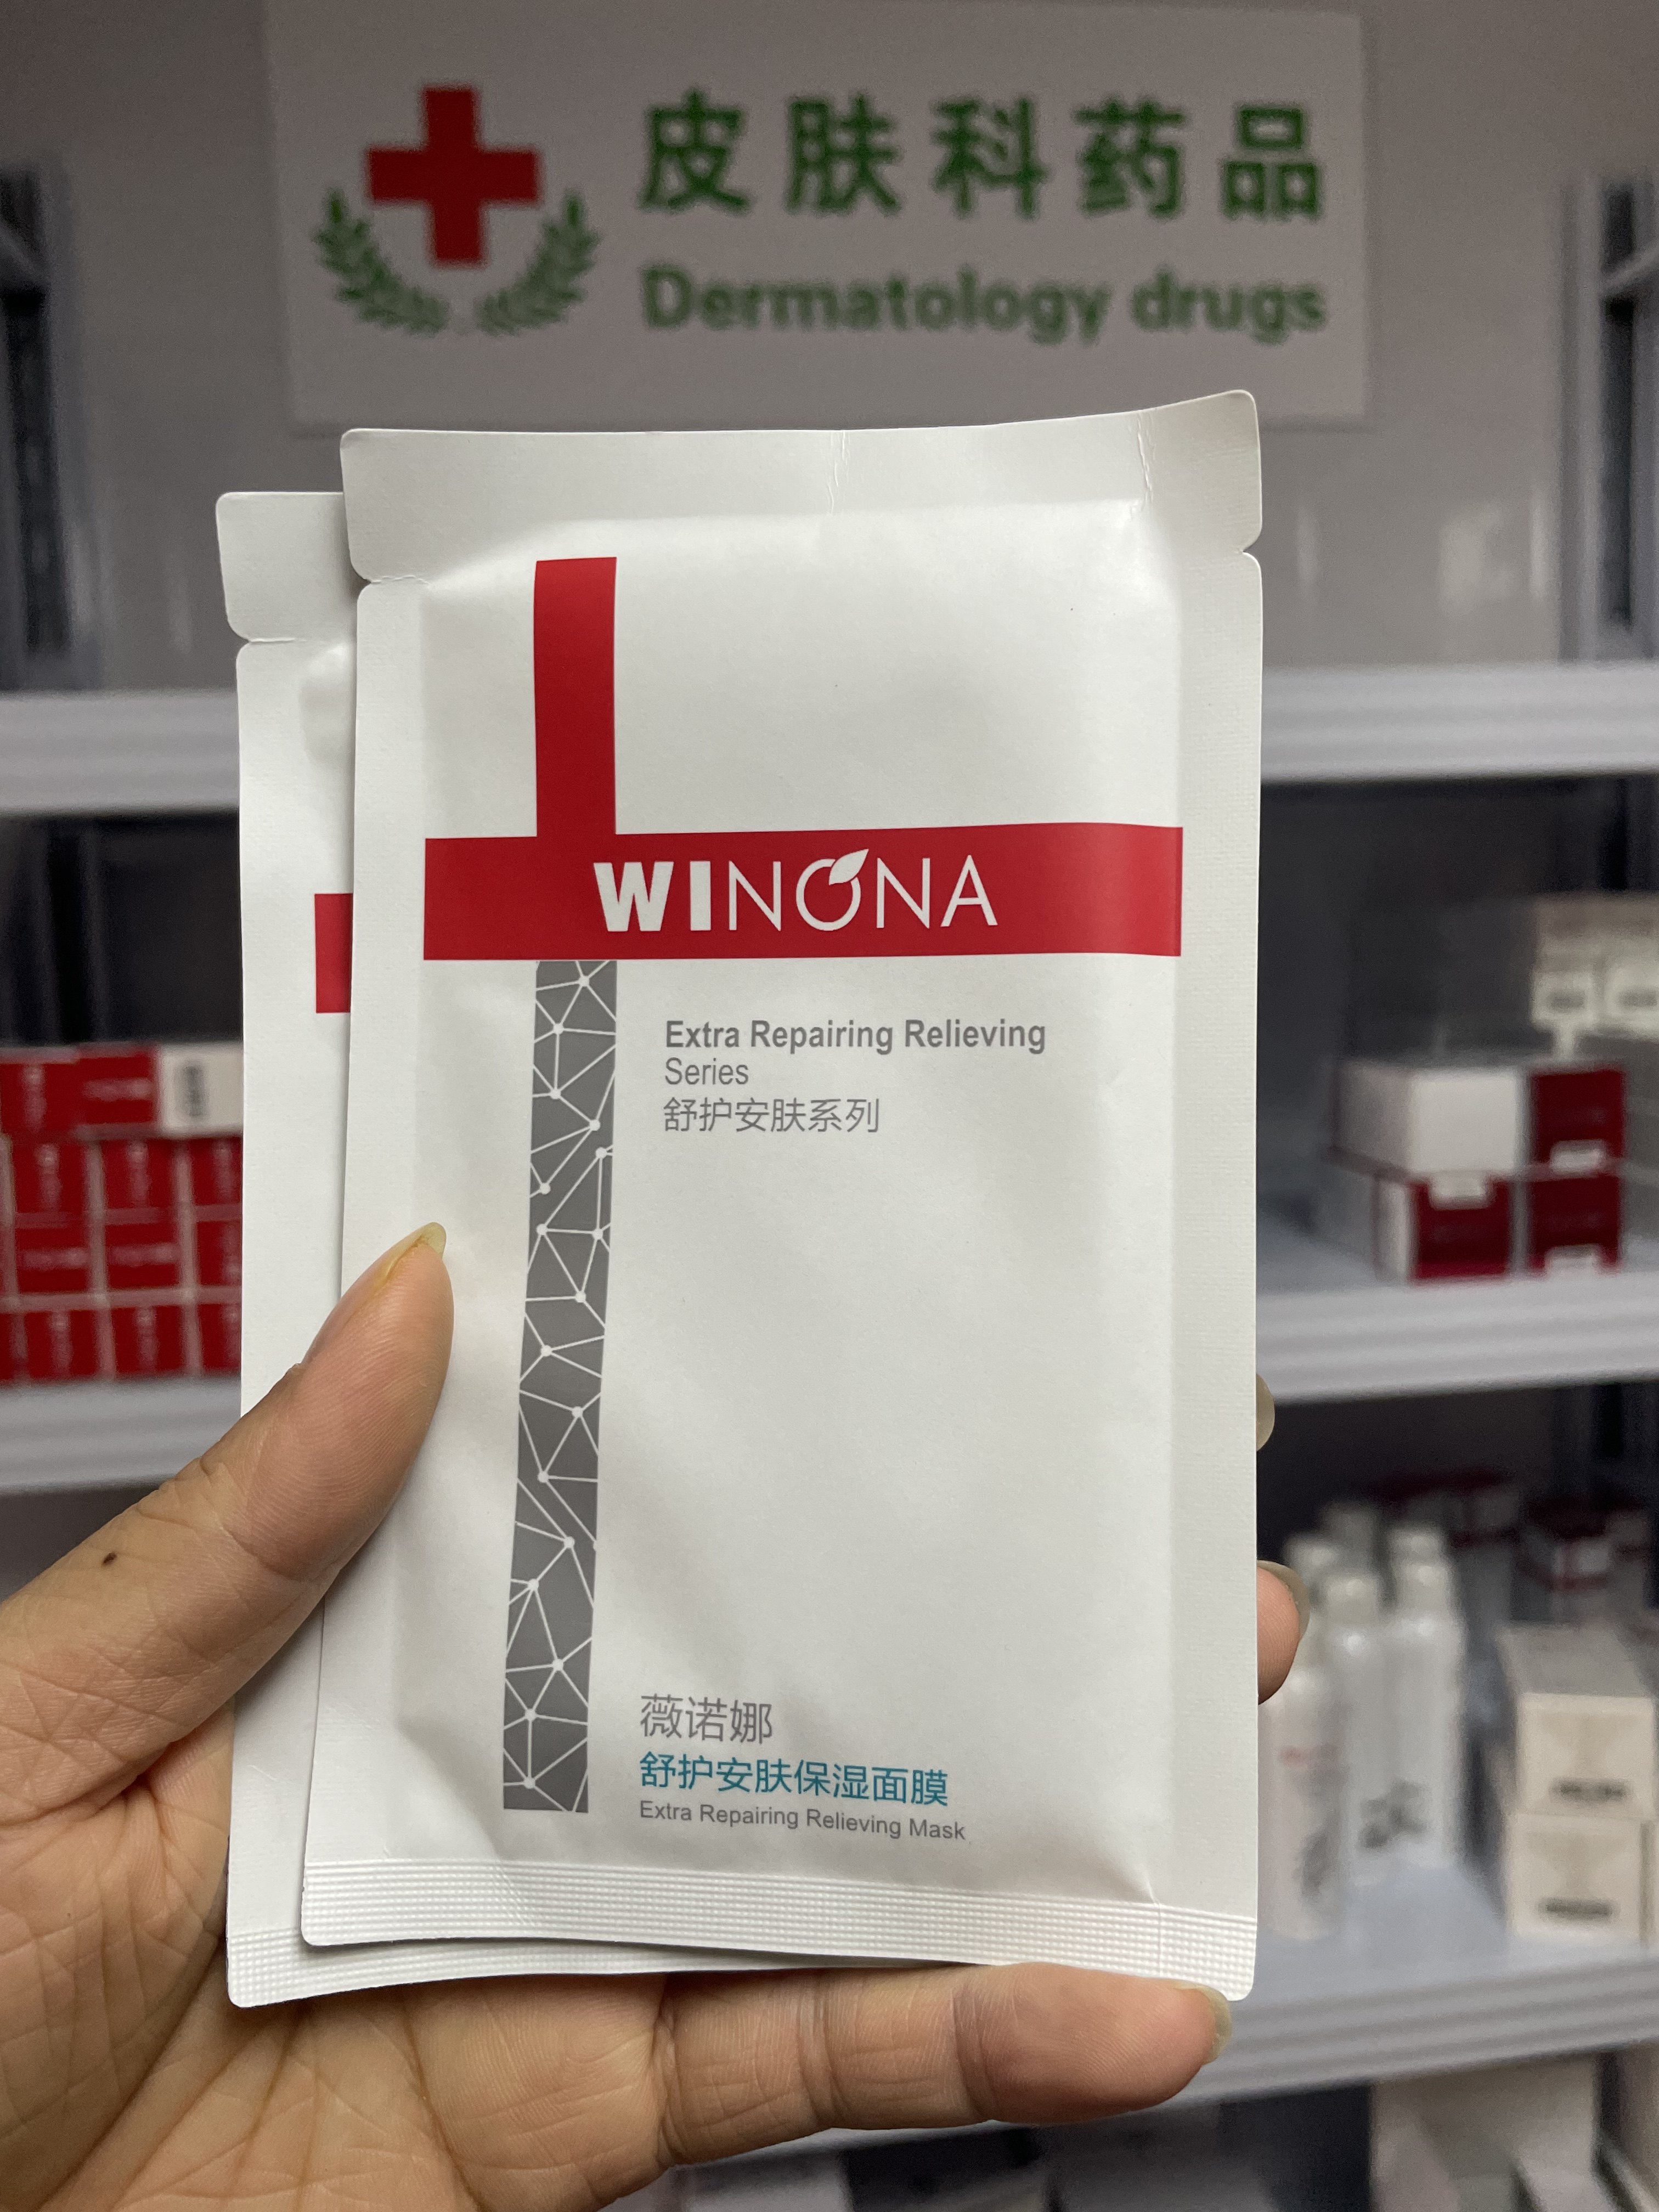 皮肤科药品
Dermatology drugs
WINONA
Extra Repairing Relieving
Series
舒护安肤系列
薇诺娜
舒护安肤保湿面膜
Extra Repairing Relieving Mask